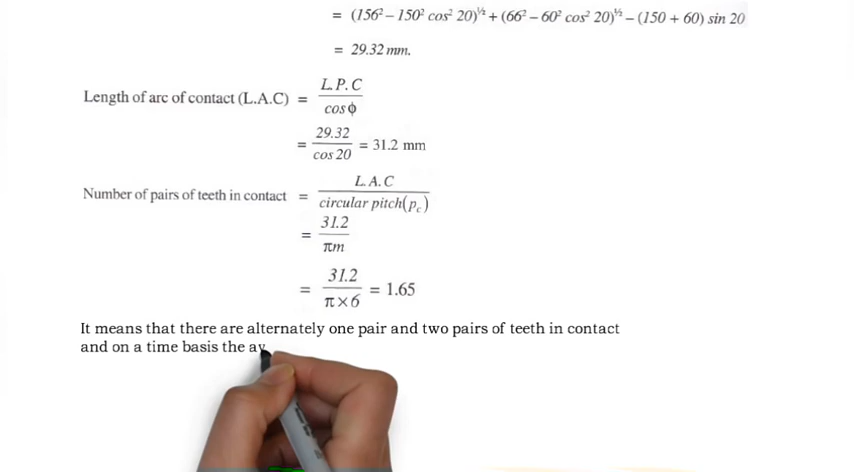 = (156² – 150² cos² 20)^½ + (66² – 60² cos² 20)^½ – (150 + 60) sin 20
= 29.32 mm.
Length of arc of contact (L.A.C) = L.P.C / cos ϕ
= 29.32 / cos 20 = 31.2 mm
Number of pairs of teeth in contact = L.A.C / circular pitch(p_c)
= 31.2 / πm
= 31.2 / π×6 = 1.65
It means that there are alternately one pair and two pairs of teeth in contact
and on a time basis the av